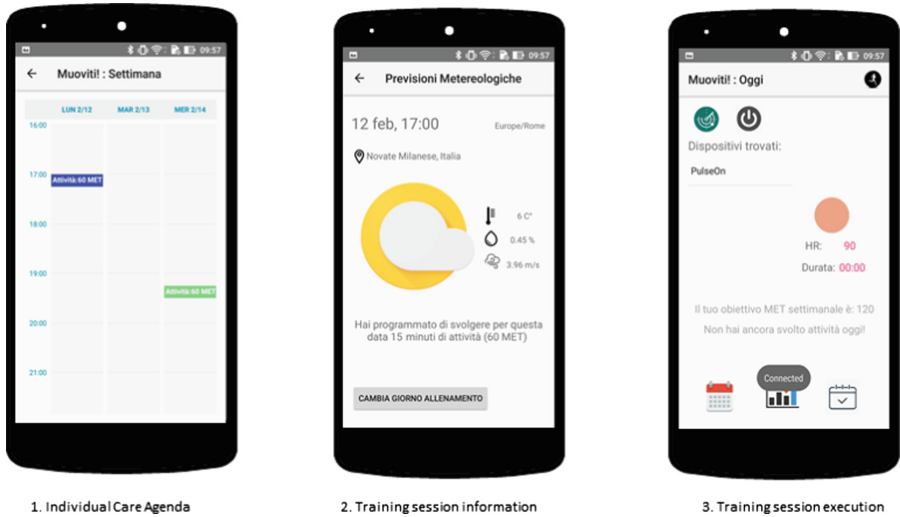 09:57
Muoviti! : Settimana
LUN 2/12 MAR 2/13 MER 2/14
16:00
17:00 Attività:60 MET
18:00
19:00
Attività:60 MET
20:00
21:00
1. Individual Care Agenda
09:57
Previsioni Metereologiche
12 feb, 17:00 Europe/Rome
Novate Milanese, Italia
6 C°
0.45 %
3.96 m/s
Hai programmato di svolgere per questa
data 15 minuti di attività (60 MET)
CAMBIA GIORNO ALLENAMENTO
2. Training session information
09:57
Muoviti! : Oggi
Dispositivi trovati:
PulseOn
HR: 90
Durata: 00:00
Il tuo obiettivo MET settimanale è: 120
Non hai ancora svolto attività oggi!
Connected
3. Training session execution